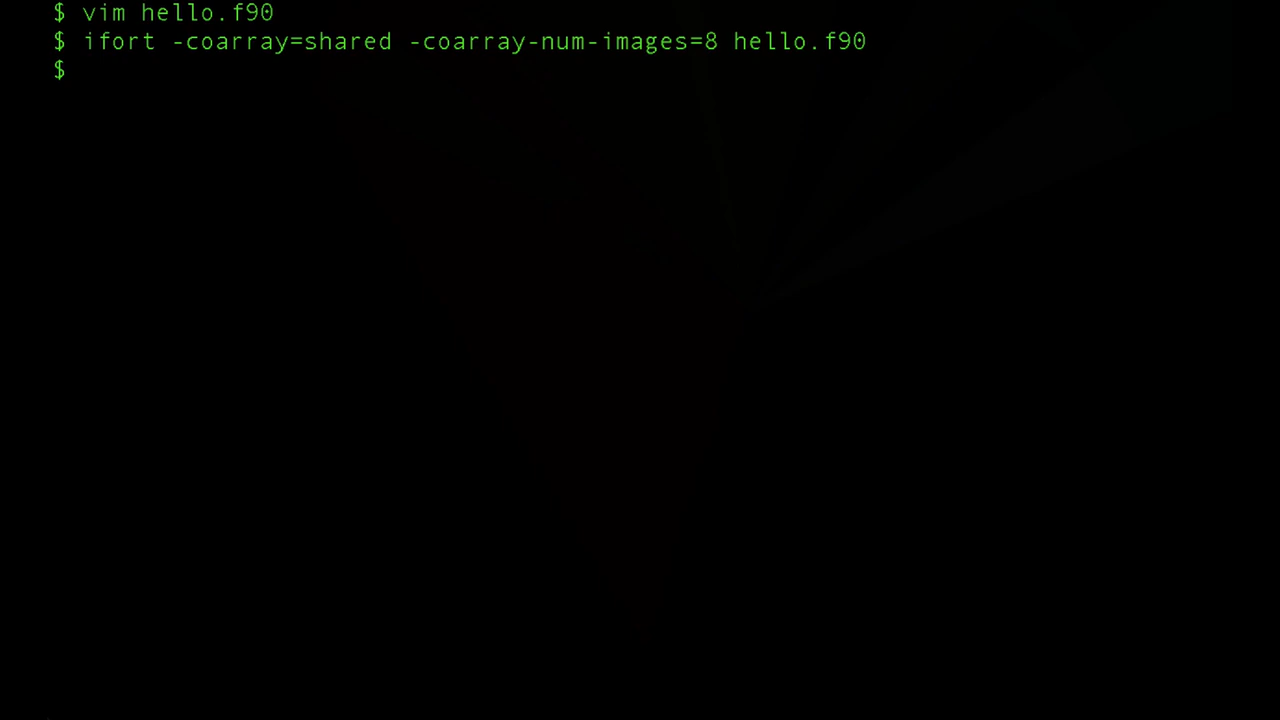 $ vim hello.f90
$ ifort -coarray=shared -coarray-num-images=8 hello.f90
$